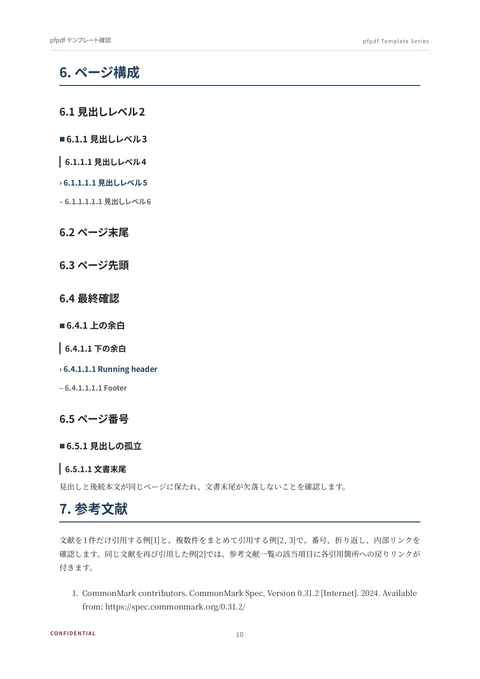 pfpdf テンプレート確認
pfpdf Template Series
6. ページ構成
6.1 見出しレベル2
■ 6.1.1 見出しレベル3
6.1.1.1 見出しレベル4
› 6.1.1.1.1 見出しレベル5
– 6.1.1.1.1.1 見出しレベル6
6.2 ページ末尾
6.3 ページ先頭
6.4 最終確認
■ 6.4.1 上の余白
6.4.1.1 下の余白
› 6.4.1.1.1 Running header
– 6.4.1.1.1.1 Footer
6.5 ページ番号
■ 6.5.1 見出しの孤立
6.5.1.1 文書末尾
見出しと後続本文が同じページに保たれ、文書末尾が欠落しないことを確認します。
7. 参考文献
文献を1件だけ引用する例[1]と、複数件をまとめて引用する例[2, 3]で、番号、折り返し、内部リンクを
確認します。同じ文献を再び引用した例[2]では、参考文献一覧の該当項目に各引用箇所への戻りリンクが
付きます。
1. CommonMark contributors. CommonMark Spec, Version 0.31.2 [Internet]. 2024. Available
from: https://spec.commonmark.org/0.31.2/
CONFIDENTIAL
10